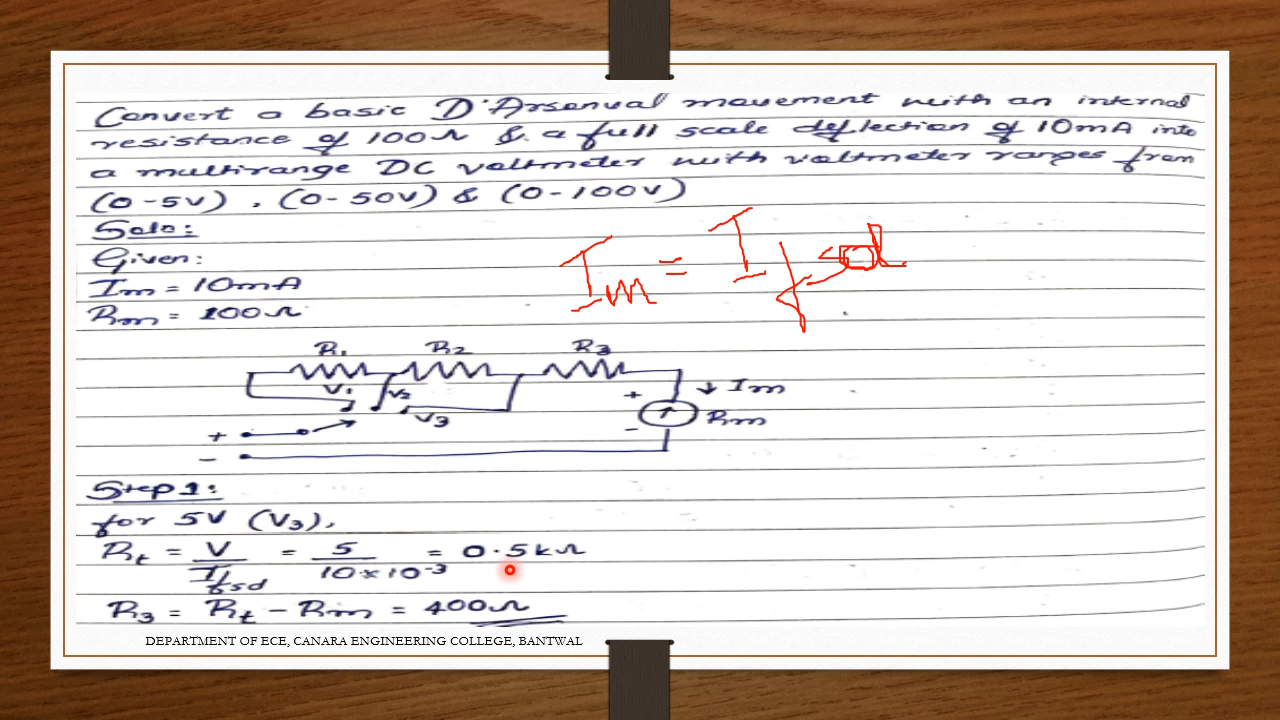 Convert a basic D'Arsonval movement with an internal
resistance of 100Ω & a full scale deflection of 10mA into
a multirange DC voltmeter with voltmeter ranges from
(0-5V), (0-50V) & (0-100V)
Soln:
Given:
Im = 10mA
Rm = 100Ω
Im = Ifsd
R1 R2 R3
V1 V2 + ↓ Im
V3 - Rm
+
-
Step 1:
for 5V (V3),
Rt = V/Ifsd = 5/10×10⁻³ = 0.5kΩ
R3 = Rt - Rm = 400Ω
DEPARTMENT OF ECE, CANARA ENGINEERING COLLEGE, BANTWAL